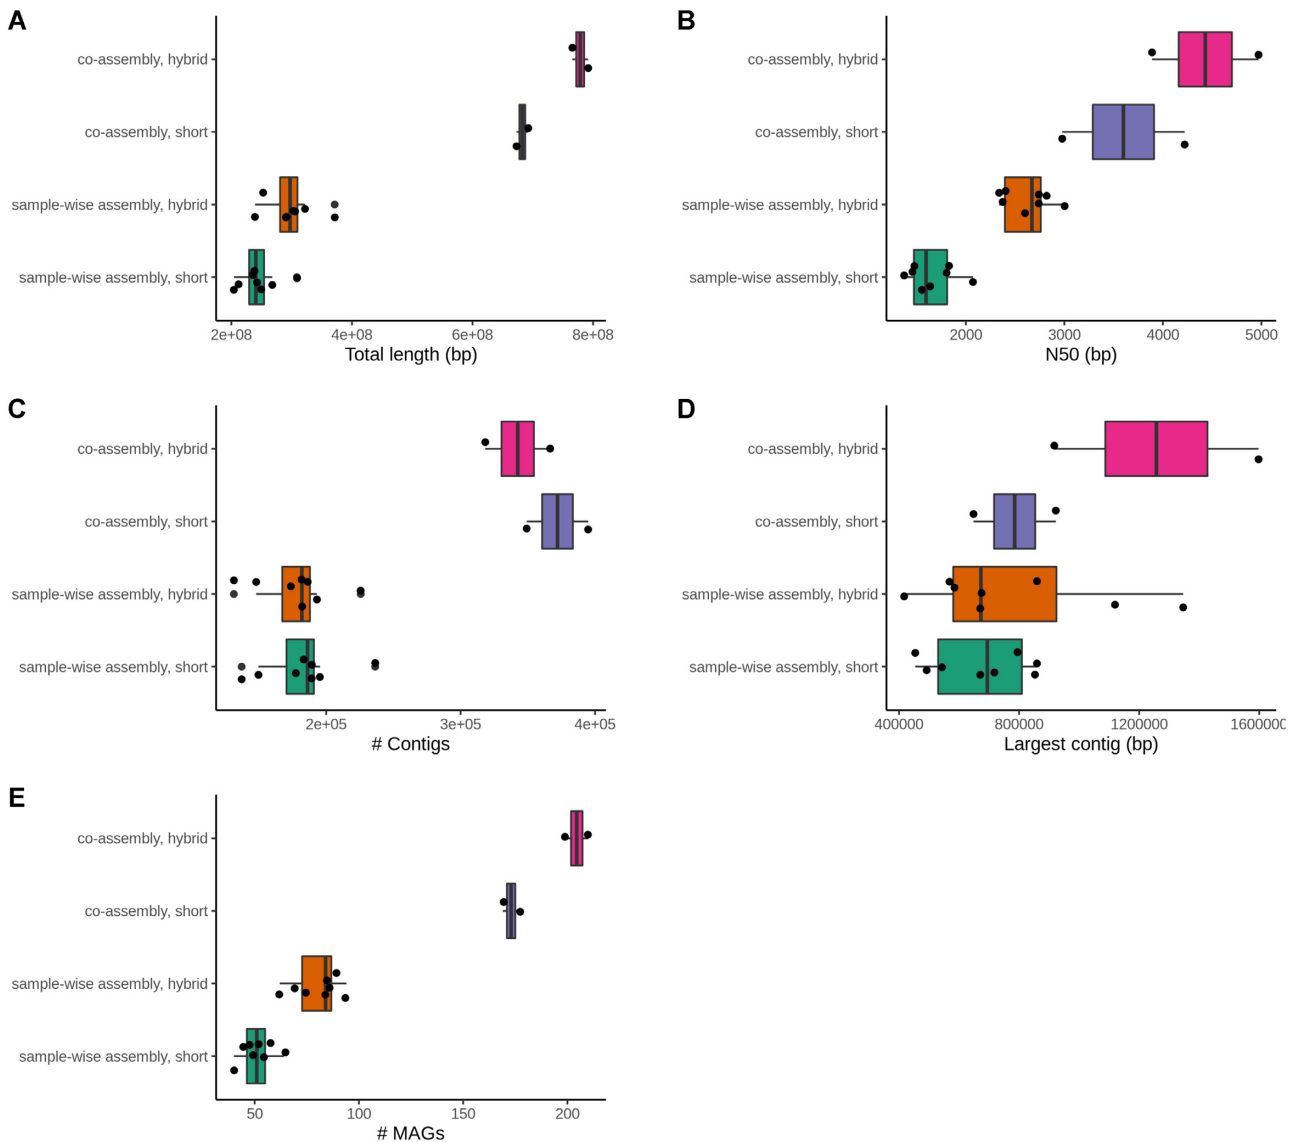 A
co-assembly, hybrid
co-assembly, short
sample-wise assembly, hybrid
sample-wise assembly, short
2e+08 4e+08 6e+08 8e+08
Total length (bp)
B
co-assembly, hybrid
co-assembly, short
sample-wise assembly, hybrid
sample-wise assembly, short
2000 3000 4000 5000
N50 (bp)
C
co-assembly, hybrid
co-assembly, short
sample-wise assembly, hybrid
sample-wise assembly, short
2e+05 3e+05 4e+05
# Contigs
D
co-assembly, hybrid
co-assembly, short
sample-wise assembly, hybrid
sample-wise assembly, short
400000 800000 1200000 1600000
Largest contig (bp)
E
co-assembly, hybrid
co-assembly, short
sample-wise assembly, hybrid
sample-wise assembly, short
50 100 150 200
# MAGs